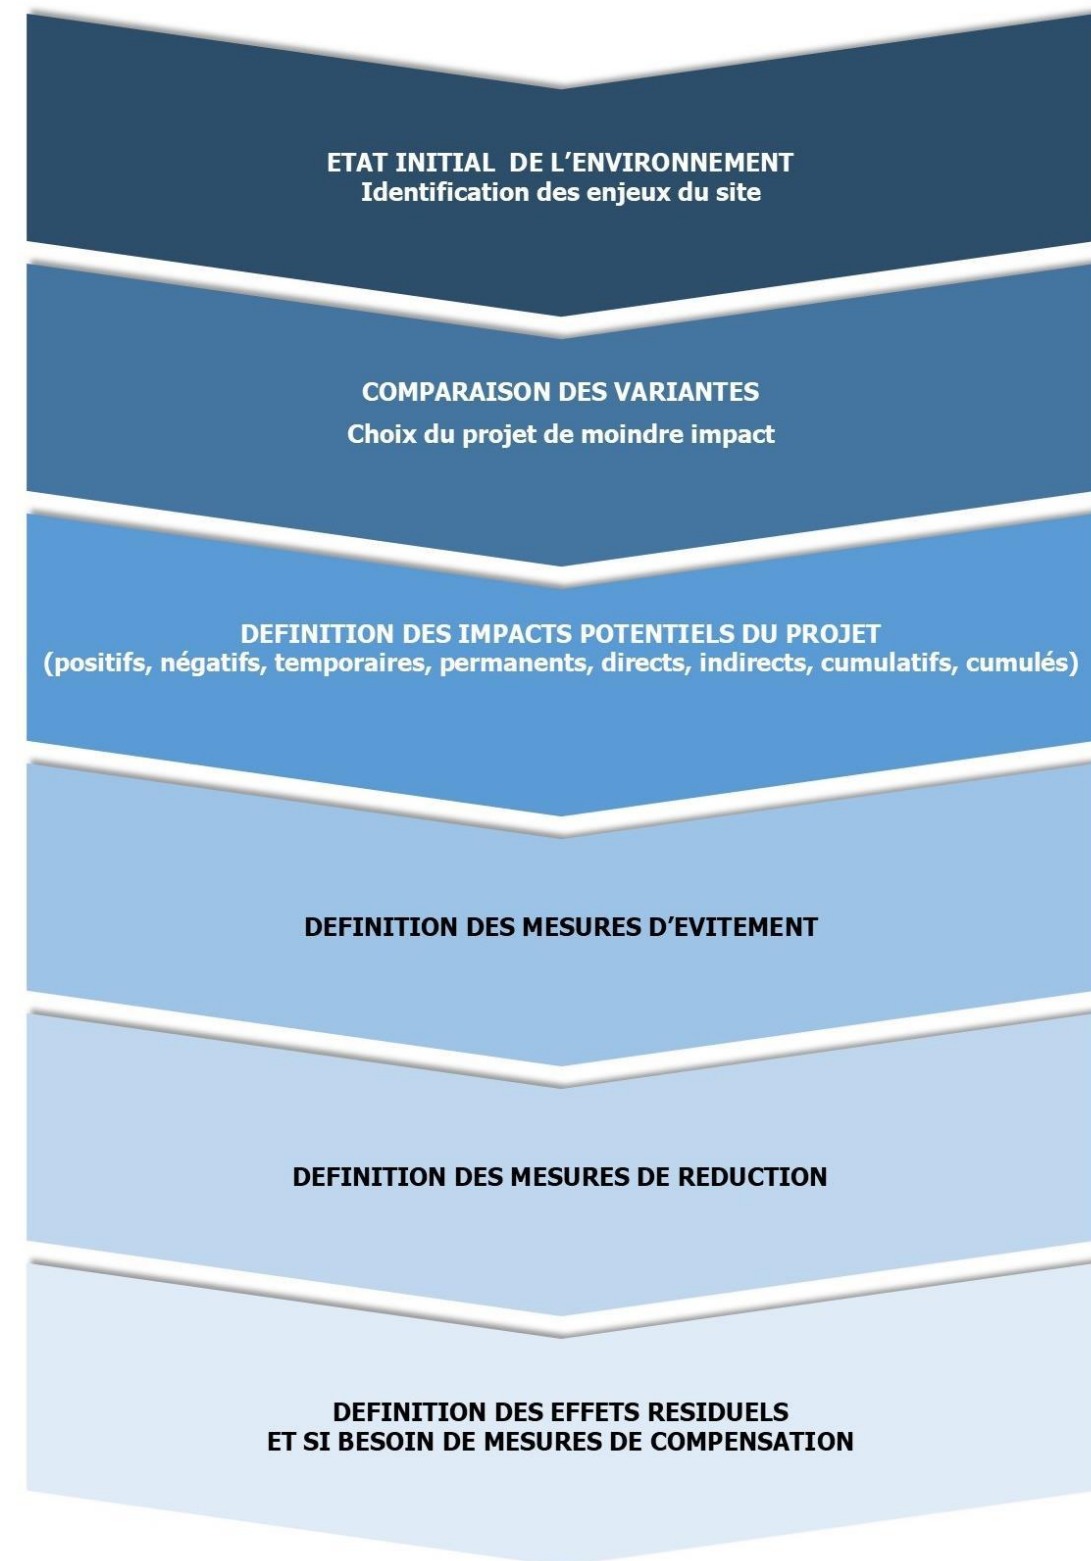 ETAT INITIAL DE L'ENVIRONNEMENT
Identification des enjeux du site
COMPARAISON DES VARIANTES
Choix du projet de moindre impact
DEFINITION DES IMPACTS POTENTIELS DU PROJET
(positifs, négatifs, temporaires, permanents, directs, indirects, cumulatifs, cumulés)
DEFINITION DES MESURES D'EVITEMENT
DEFINITION DES MESURES DE REDUCTION
DEFINITION DES EFFETS RESIDUELS
ET SI BESOIN DE MESURES DE COMPENSATION